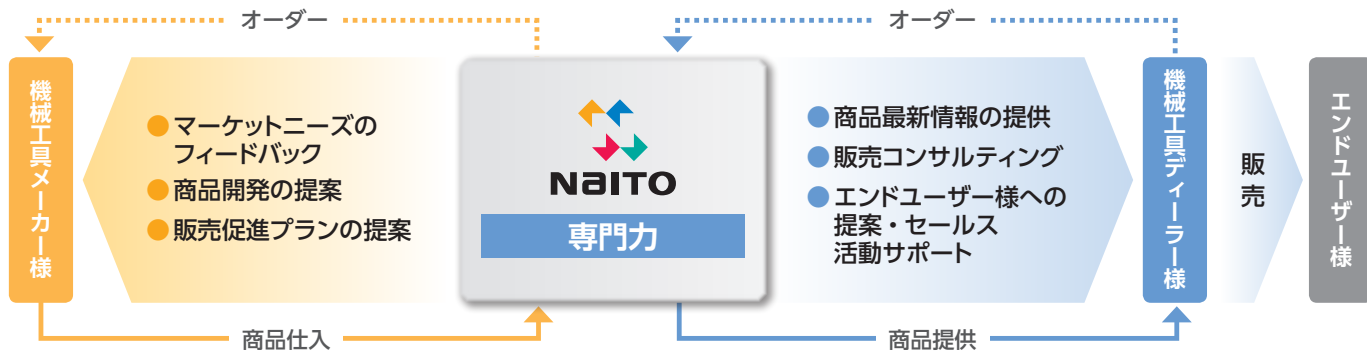 オーダー
オーダー
機械工具メーカー様
●マーケットニーズの
フィードバック
●商品開発の提案
●販売促進プランの提案
NaITO
専門力
●商品最新情報の提供
●販売コンサルティング
●エンドユーザー様への
提案・セールス
活動サポート
機械工具ディーラー様
販売
エンドユーザー様
商品仕入
商品提供